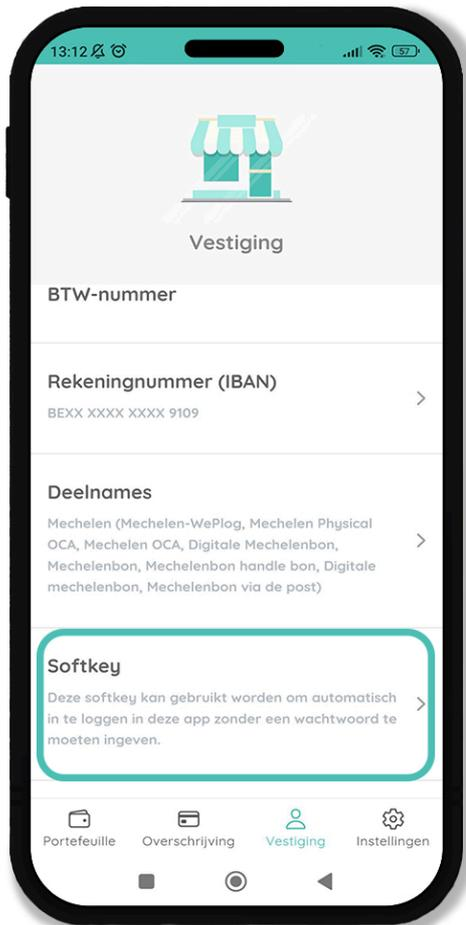 13:12
57
Vestiging
BTW-nummer
Rekeningnummer (IBAN)
BEXX XXXX XXXX 9109
Deelnames
Mechelen (Mechelen-WePlog, Mechelen Physical
OCA, Mechelen OCA, Digitale Mechelenbon,
Mechelenbon, Mechelenbon handle bon, Digitale
mechelenbon, Mechelenbon via de post)
Softkey
Deze softkey kan gebruikt worden om automatisch
in te loggen in deze app zonder een wachtwoord te
moeten ingeven.
Portefeuille Overschrijving Vestiging Instellingen